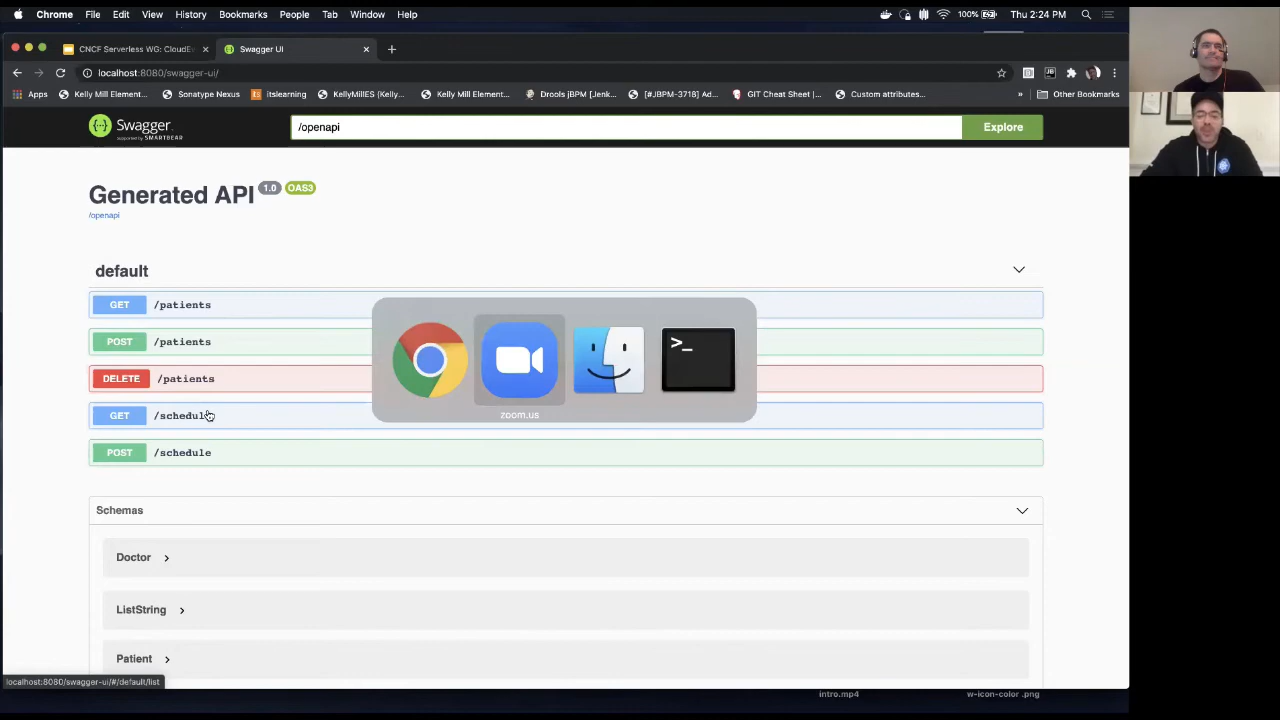 Chrome File Edit View History Bookmarks People Tab Window Help 100% Thu 2:24 PM
CNCF Serverless WG: CloudE × Swagger UI × +
localhost:8080/swagger-ui/
Apps Kelly Mill Element... Sonatype Nexus its itslearning KellyMillES (Kelly... Kelly Mill Element... Drools jBPM [Jenk... [#JBPM-3718] Ad... GIT Cheat Sheet |... Custom attributes... » Other Bookmarks
Swagger. /openapi Explore
supported by SMARTBEAR
Generated API 1.0 OAS3
/openapi
default
GET /patients
POST /patients
DELETE /patients
GET /schedule
POST /schedule
>_
zoom.us
Schemas
Doctor >
ListString >
Patient >
localhost:8080/swagger-ui/#/default/list
intro.mp4 w-icon-color .png